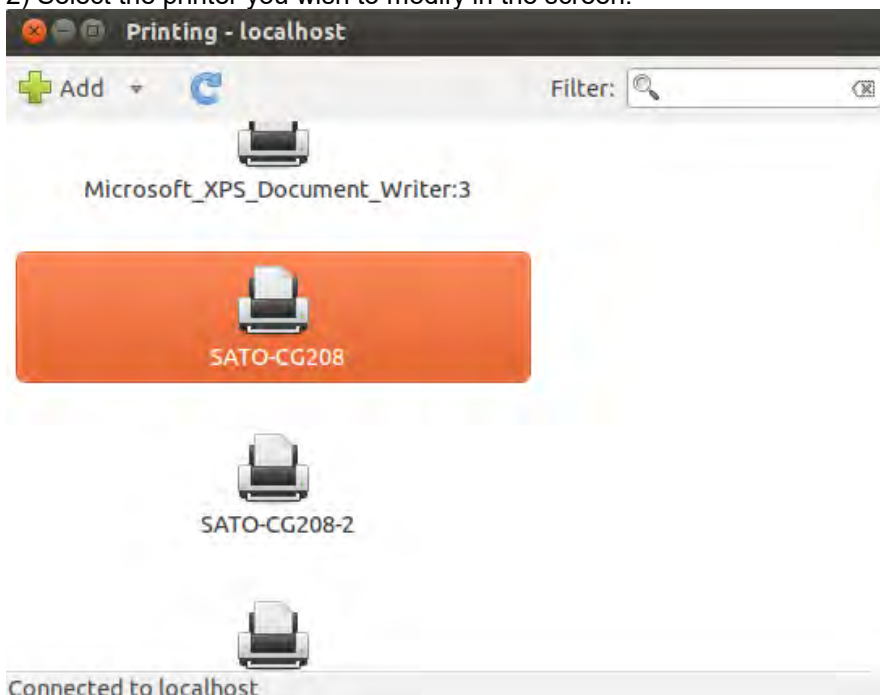 2) Select the printer you wish to modify in the screen.
Printing - localhost
Add
Filter:
Microsoft_XPS_Document_Writer:3
SATO-CG208
SATO-CG208-2
Connected to localhost